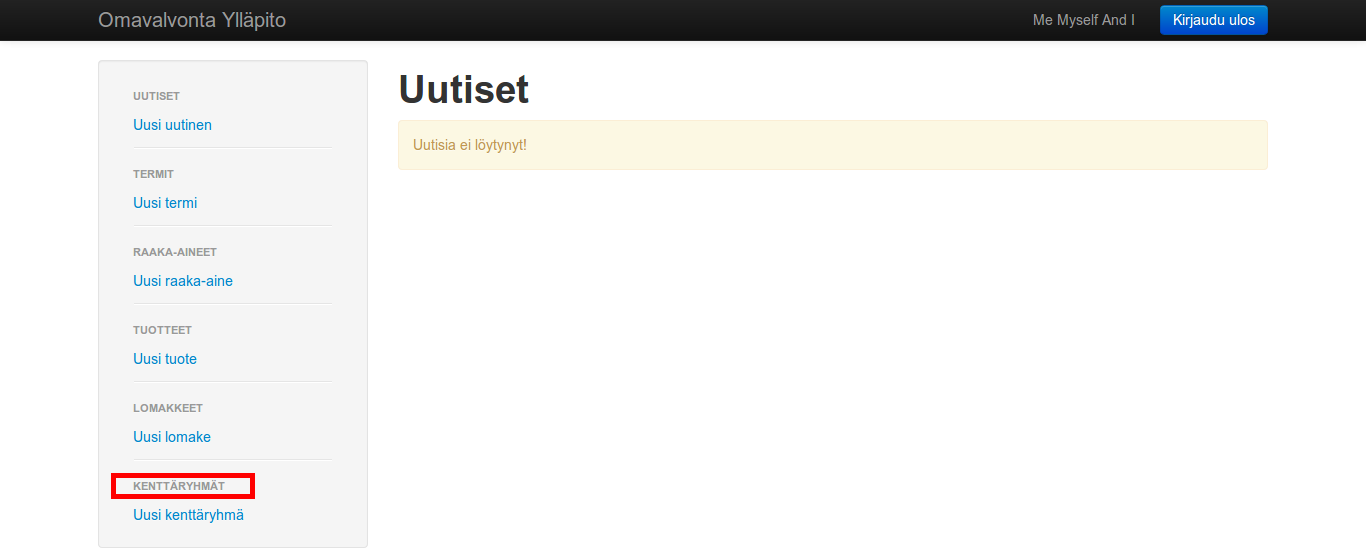 Omavalvonta Ylläpito
Me Myself And I
Kirjaudu ulos
UUTISET
Uusi uutinen
TERMIT
Uusi termi
RAAKA-AINEET
Uusi raaka-aine
TUOTTEET
Uusi tuote
LOMAKKEET
Uusi lomake
KENTTÄRYHMÄT
Uusi kenttäryhmä
Uutiset
Uutisia ei löytynyt!